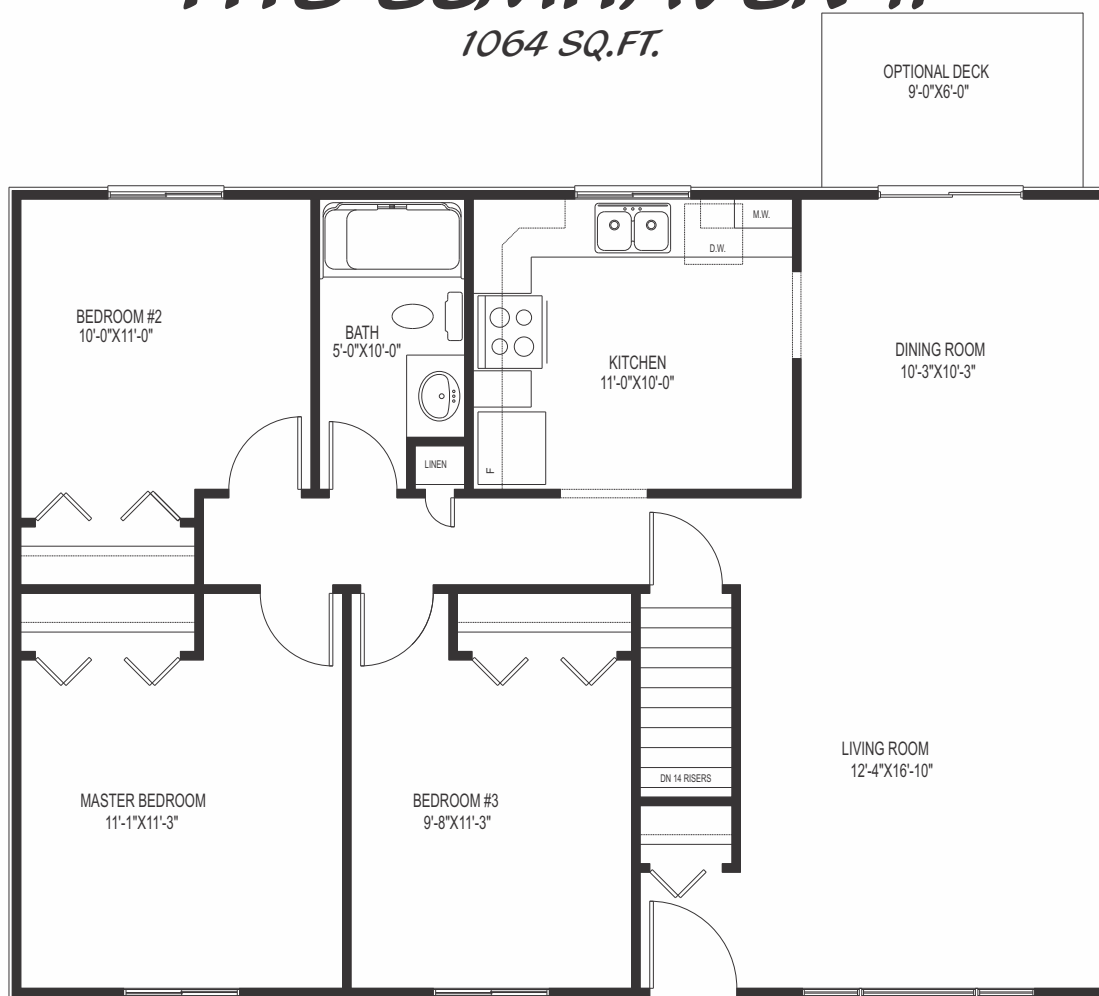 1064 SQ.FT.
OPTIONAL DECK
9'-0"X6'-0"
M.W.
D.W.
BEDROOM #2
10'-0"X11'-0"
BATH
5'-0"X10'-0"
KITCHEN
11'-0"X10'-0"
DINING ROOM
10'-3"X10'-3"
LINEN
F
LIVING ROOM
12'-4"X16'-10"
DN 14 RISERS
MASTER BEDROOM
11'-1"X11'-3"
BEDROOM #3
9'-8"X11'-3"